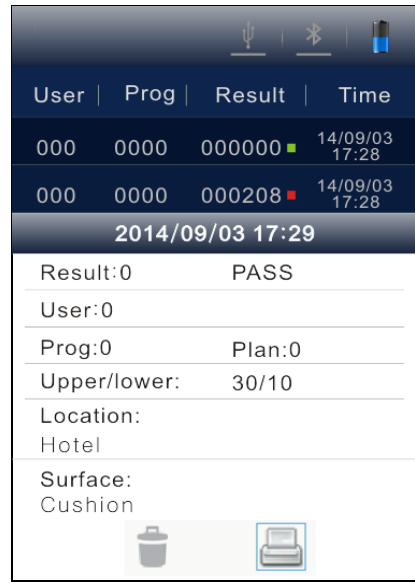 User | Prog | Result | Time
000 0000 000000 14/09/03 17:28
000 0000 000208 14/09/03 17:28
2014/09/03 17:29
Result:0 PASS
User:0
Prog:0 Plan:0
Upper/lower: 30/10
Location:
Hotel
Surface:
Cushion